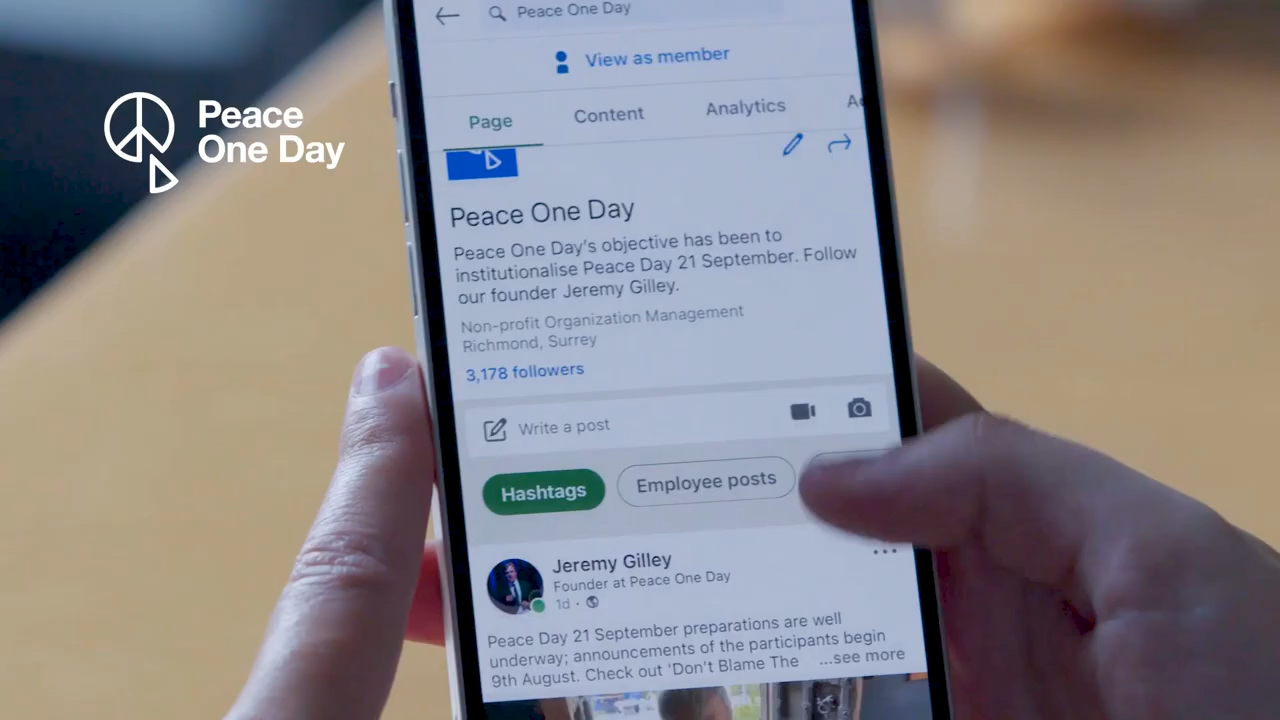 Peace One Day
View as member
Page
Content
Analytics
Peace
One Day
Peace One Day
Peace One Day's objective has been to
institutionalise Peace Day 21 September. Follow
our founder Jeremy Gilley.
Non-profit Organization Management
Richmond, Surrey
3,178 followers
Write a post
Hashtags
Employee posts
Jeremy Gilley
Founder at Peace One Day
1d •
Peace Day 21 September preparations are well
underway; announcements of the participants begin
9th August. Check out 'Don't Blame The ...see more